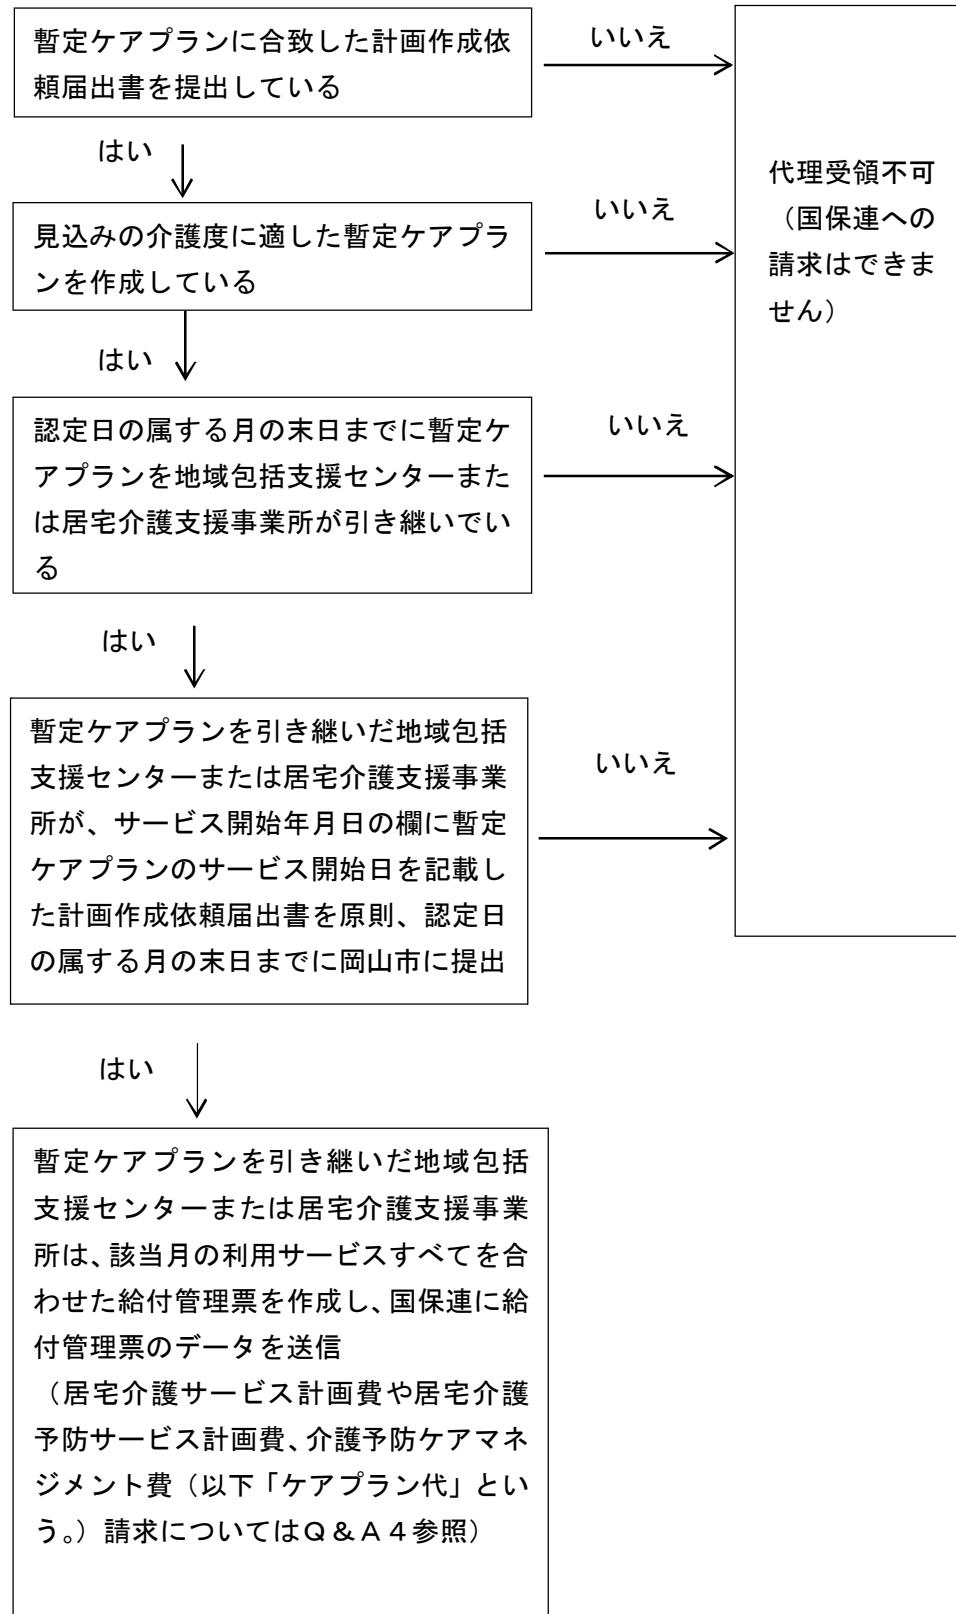 暫定ケアプランに合致した計画作成依
頼届出書を提出している
いいえ
はい
見込みの介護度に適した暫定ケアプラ
ンを作成している
いいえ
はい
認定日の属する月の末日までに暫定ケ
アプランを地域包括支援センターまた
は居宅介護支援事業所が引き継いでい
る
いいえ
はい
暫定ケアプランを引き継いだ地域包括
支援センターまたは居宅介護支援事業
所が、サービス開始年月日の欄に暫定
ケアプランのサービス開始日を記載し
た計画作成依頼届出書を原則、認定日
の属する月の末日までに岡山市に提出
いいえ
はい
代理受領不可
（国保連への
請求はできま
せん）
暫定ケアプランを引き継いだ地域包括
支援センターまたは居宅介護支援事業
所は、該当月の利用サービスすべてを合
わせた給付管理票を作成し、国保連に給
付管理票のデータを送信
（居宅介護サービス計画費や居宅介護
予防サービス計画費、介護予防ケアマネ
ジメント費（以下「ケアプラン代」とい
う。）請求についてはＱ＆Ａ４参照）